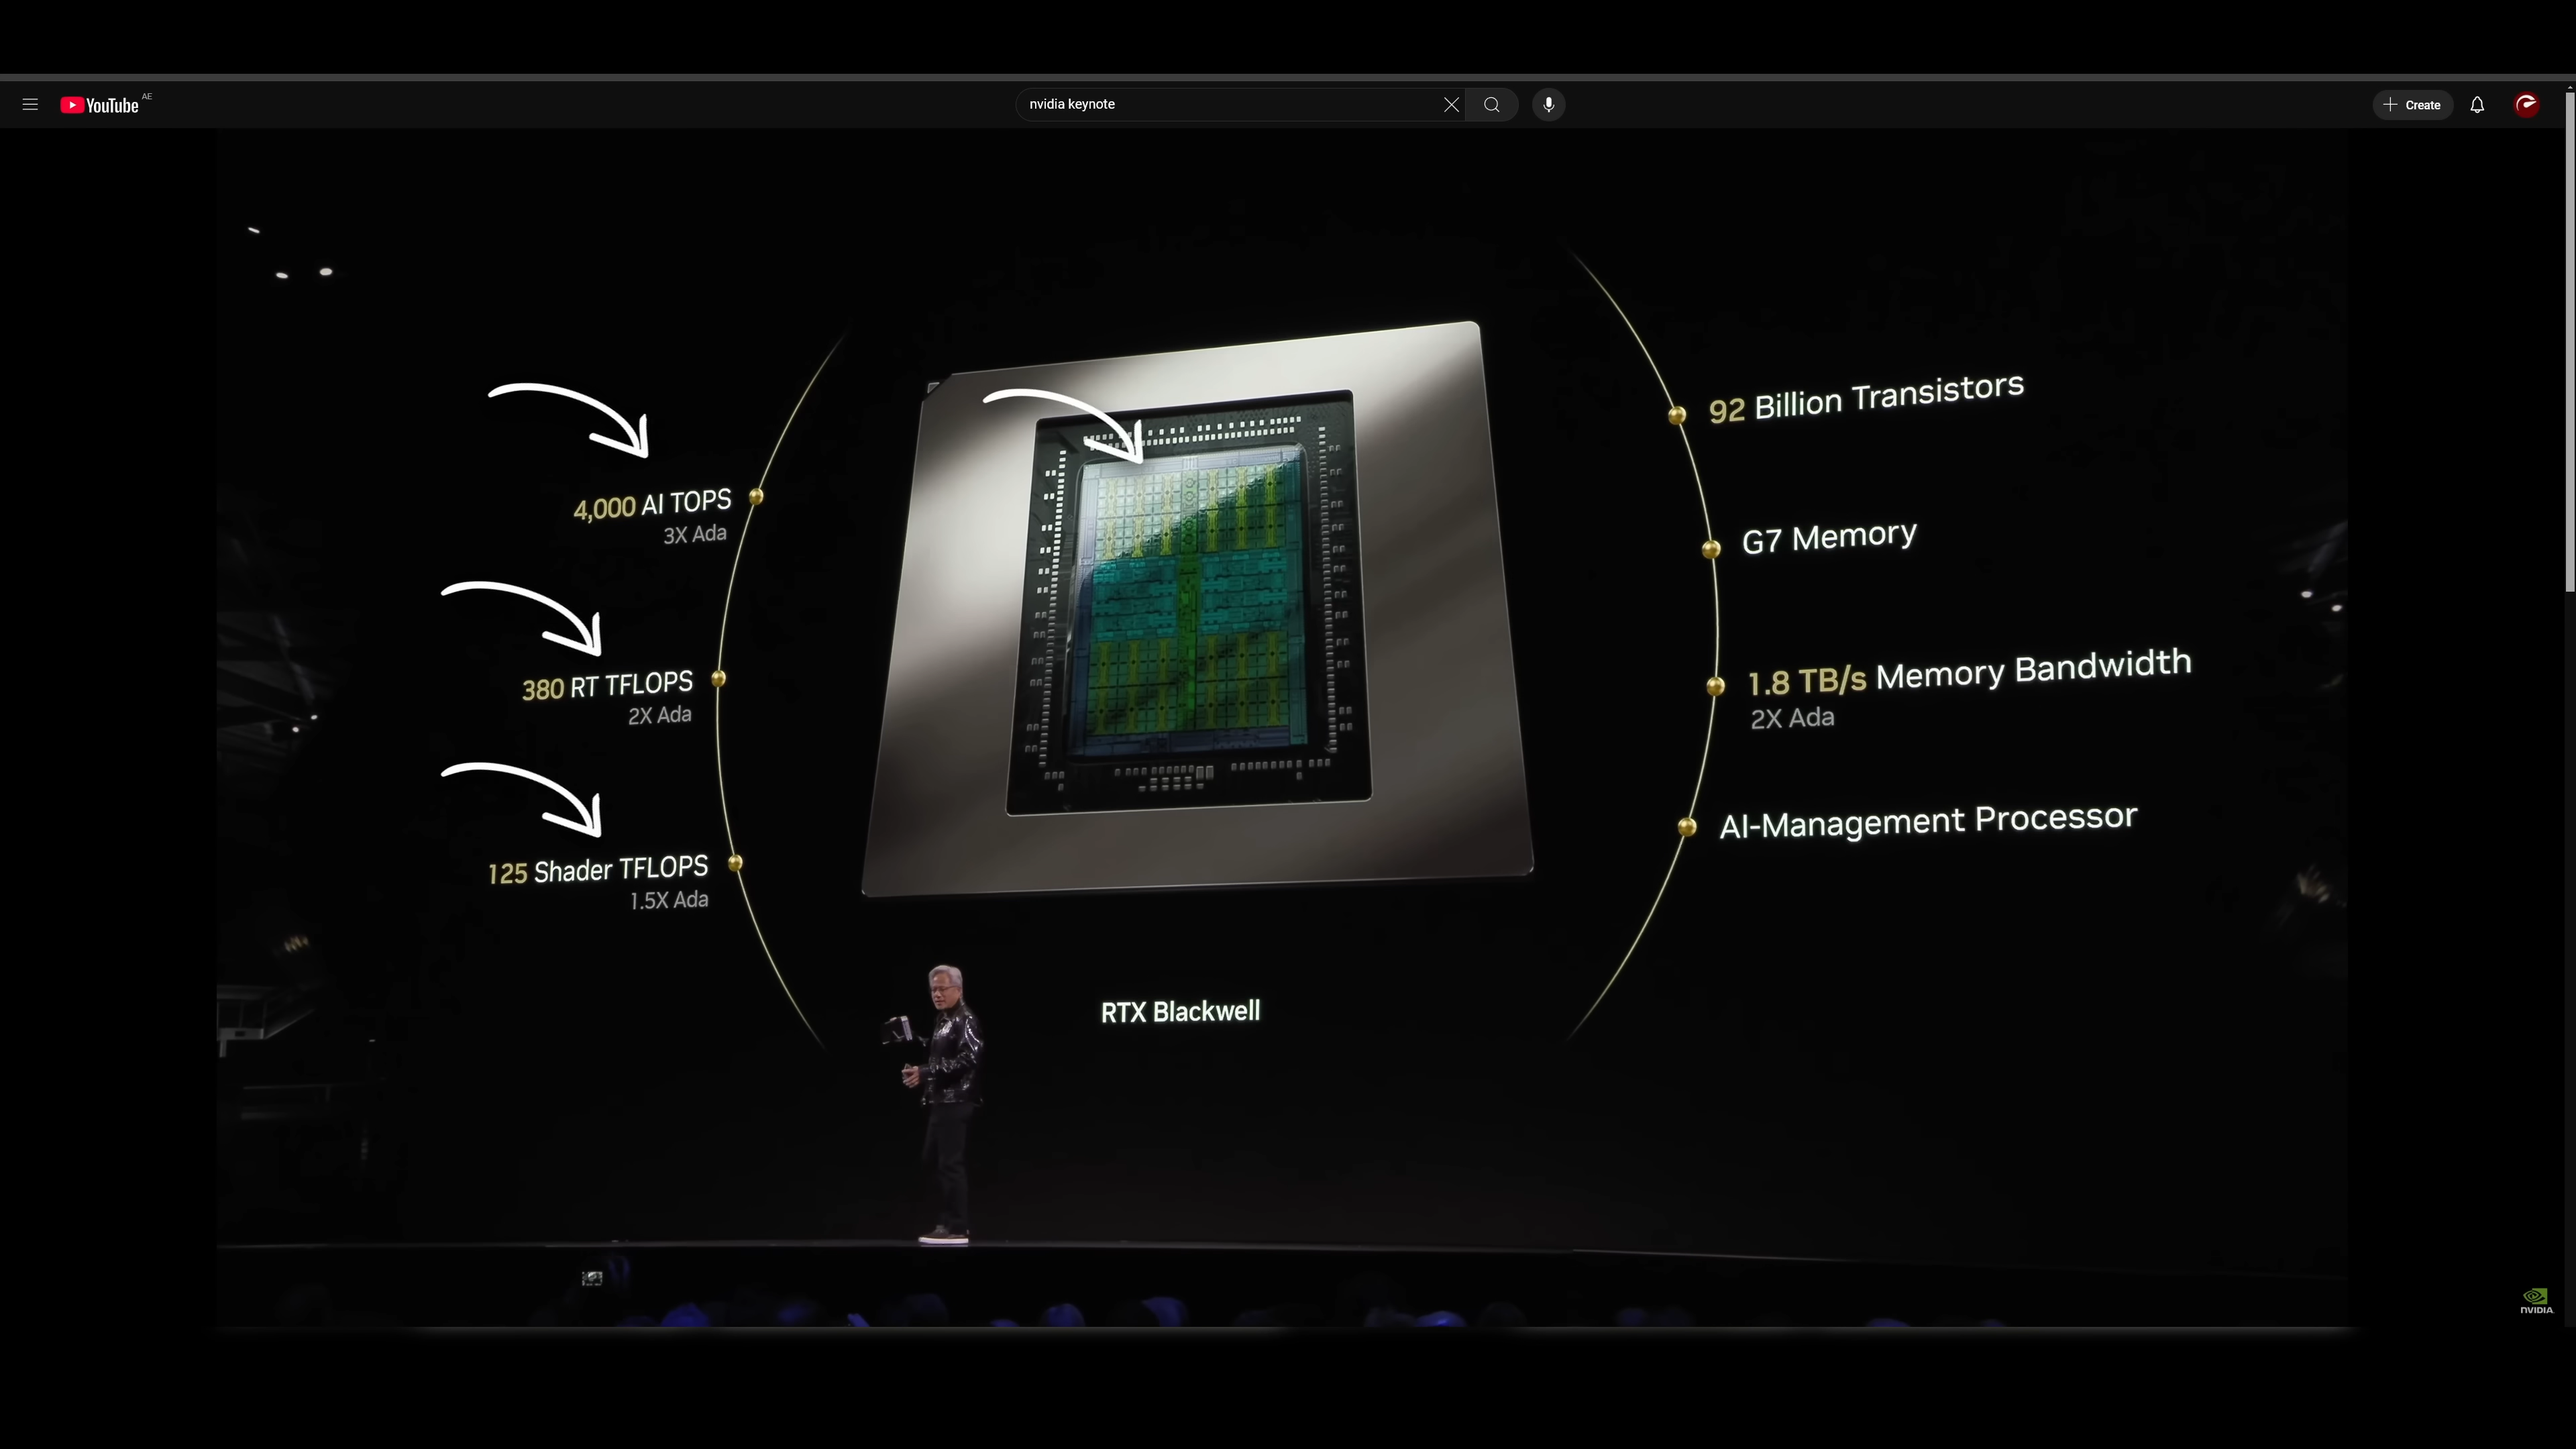 YouTube AE
nvidia keynote
Create
4,000 AI TOPS
3X Ada
380 RT TFLOPS
2X Ada
125 Shader TFLOPS
1.5X Ada
92 Billion Transistors
G7 Memory
1.8 TB/s Memory Bandwidth
2X Ada
AI-Management Processor
RTX Blackwell
NVIDIA